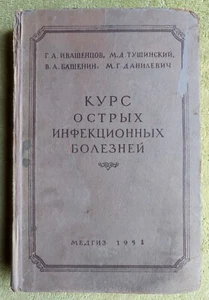 Г. А. ИВАШЕНЦОВ, М. Д. ТУШИНСКИЙ,
В. А. БАШЕНИН, М. Г. ДАНИЛЕВИЧ
КУРС
ОСТРЫХ
ИНФЕКЦИОННЫХ
БОЛЕЗНЕЙ
МЕДГИЗ